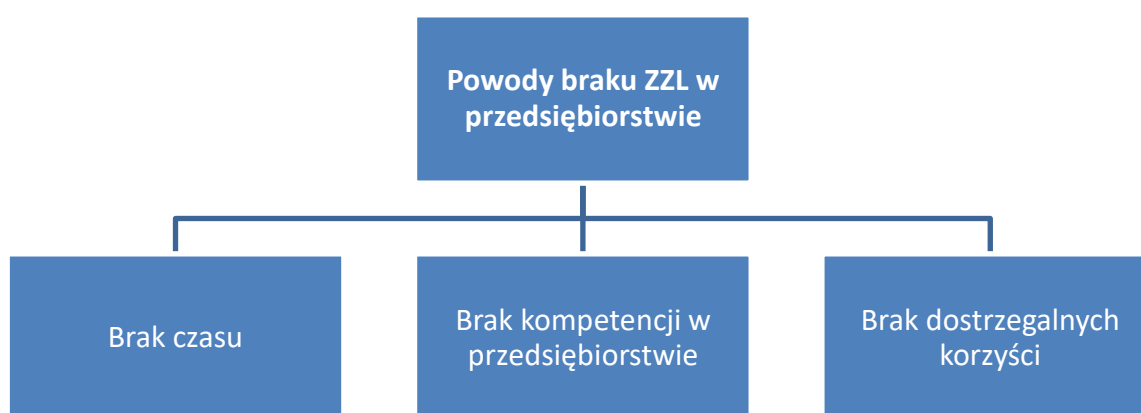 Powody braku ZZL w
przedsiębiorstwie
Brak czasu
Brak kompetencji w
przedsiębiorstwie
Brak dostrzegalnych
korzyści